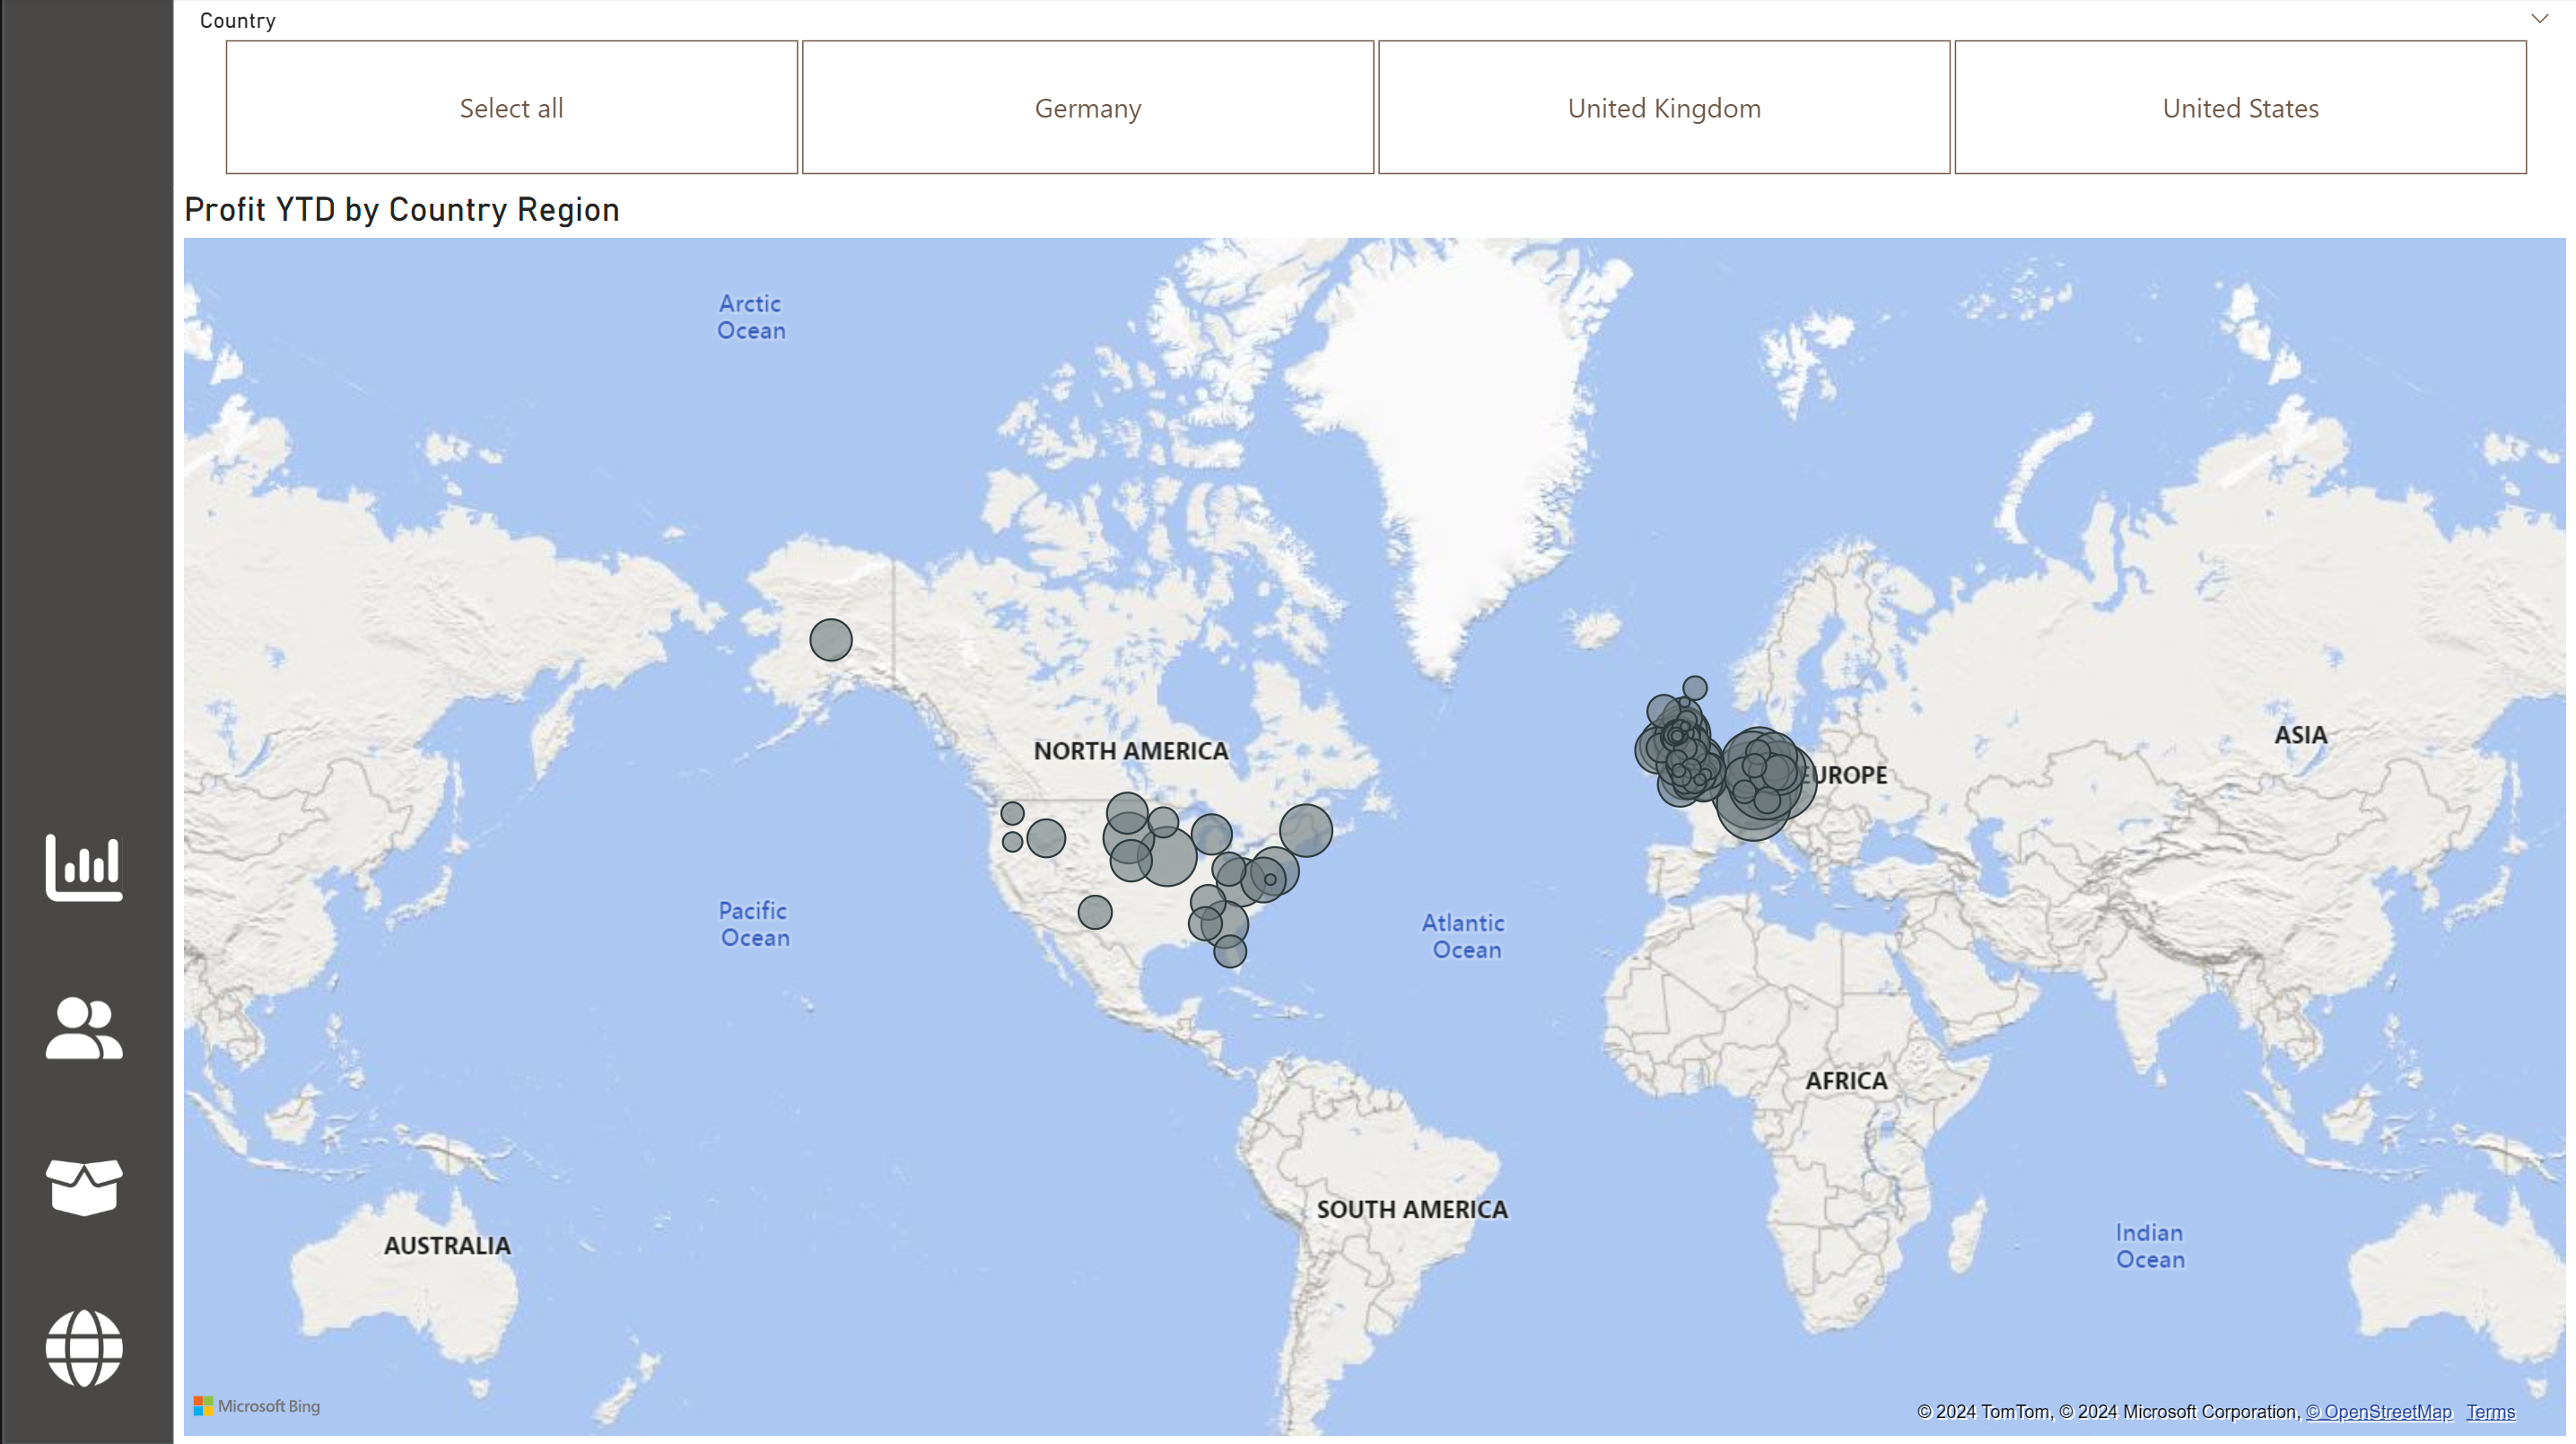 Country
Select all
Germany
United Kingdom
United States
Profit YTD by Country Region
Arctic
Ocean
NORTH AMERICA
ASIA
EUROPE
Pacific
Ocean
Atlantic
Ocean
AFRICA
SOUTH AMERICA
AUSTRALIA
Indian
Ocean
Microsoft Bing
© 2024 TomTom, © 2024 Microsoft Corporation, © OpenStreetMap Terms